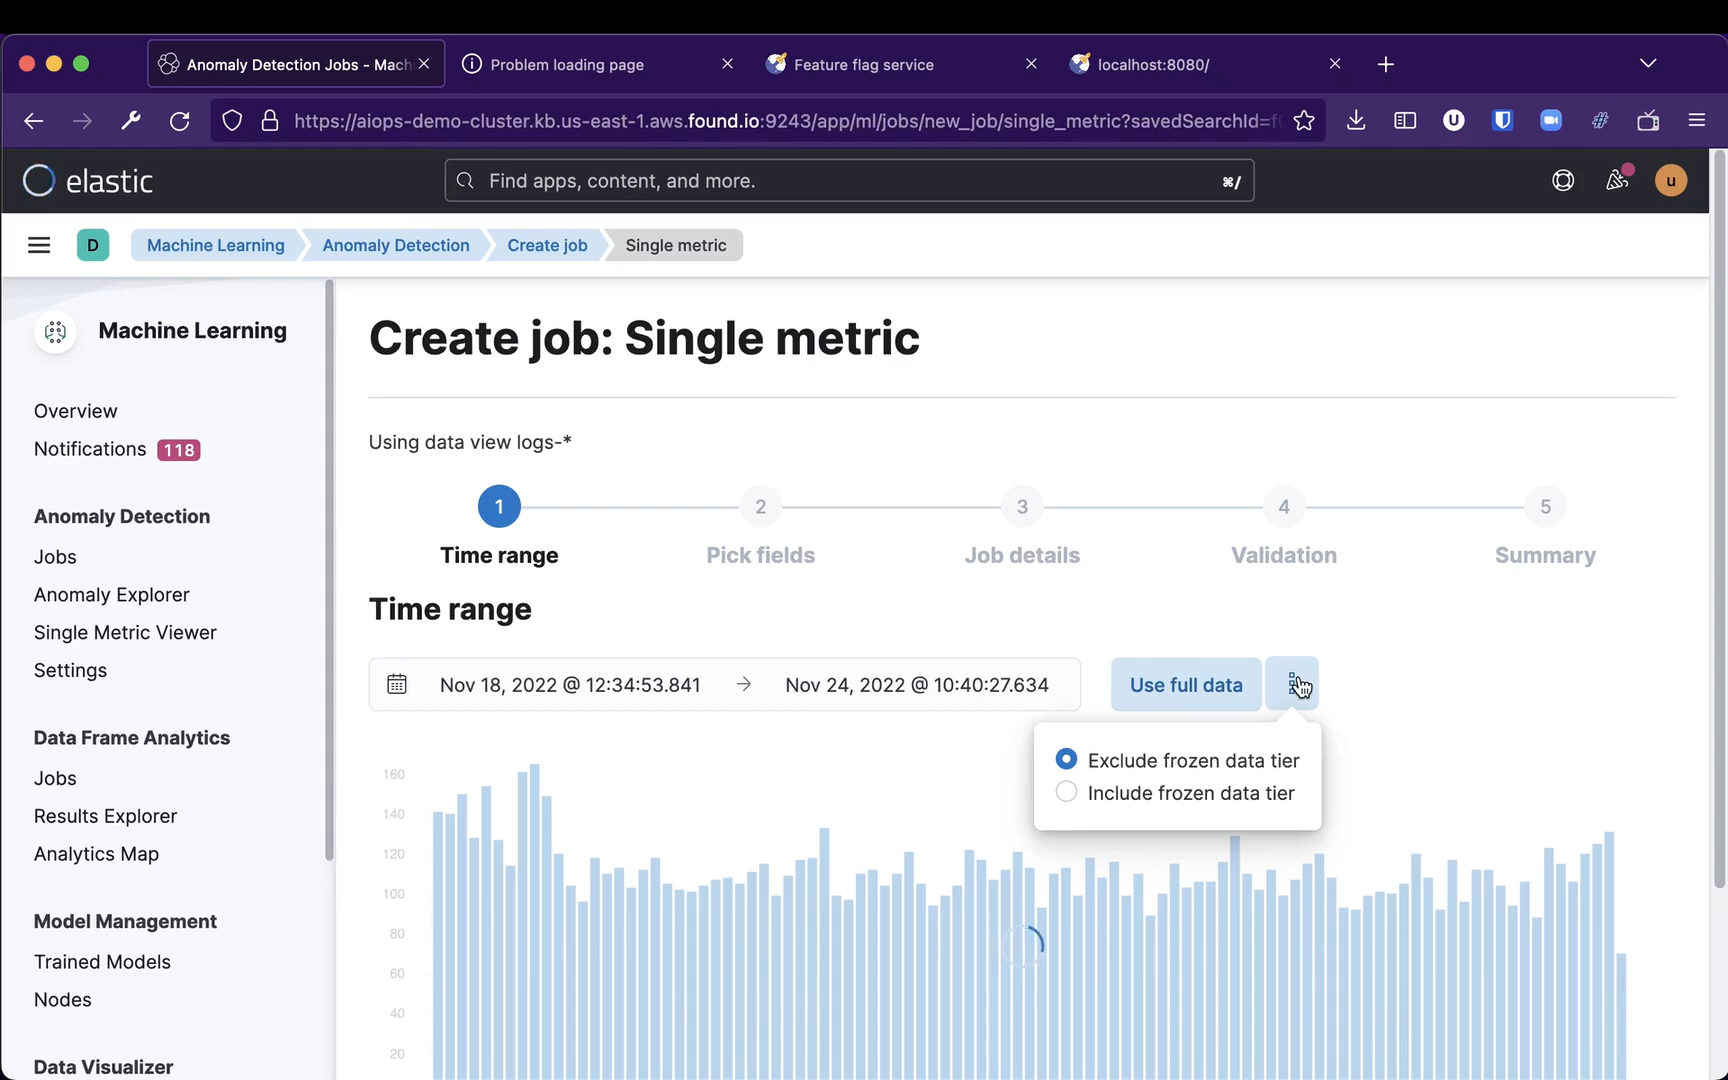 Anomaly Detection Jobs - Mach
Problem loading page
Feature flag service
localhost:8080/
https://aiops-demo-cluster.kb.us-east-1.aws.found.io:9243/app/ml/jobs/new_job/single_metric?savedSearchId=f
elastic
Find apps, content, and more.
⌘/
u
D
Machine Learning
Anomaly Detection
Create job
Single metric
Machine Learning
Overview
Notifications 118
Anomaly Detection
Jobs
Anomaly Explorer
Single Metric Viewer
Settings
Data Frame Analytics
Jobs
Results Explorer
Analytics Map
Model Management
Trained Models
Nodes
Data Visualizer
Create job: Single metric
Using data view logs-*
1
2
3
4
5
Time range
Pick fields
Job details
Validation
Summary
Time range
Nov 18, 2022 @ 12:34:53.841 → Nov 24, 2022 @ 10:40:27.634
Use full data
Exclude frozen data tier
Include frozen data tier
160
140
120
100
80
60
40
20